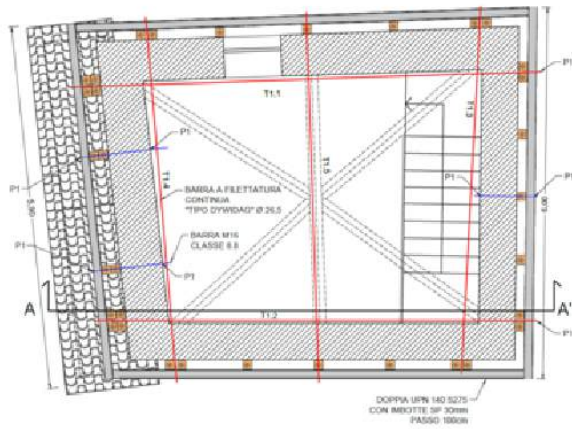 P1
T1.1
T1.3
P1
P1
T1.4
T1.5
P1
P1
BARRA A FILETTATURA
CONTINUA
"TIPO DYWIDAG" Ø 26,5
P1
BARRA M16
CLASSE 8.8
P1
A
A'
T1.2
P1
DOPPIA UPN 140 S275
CON IMBOTTE SP 30mm
PASSO 100cm